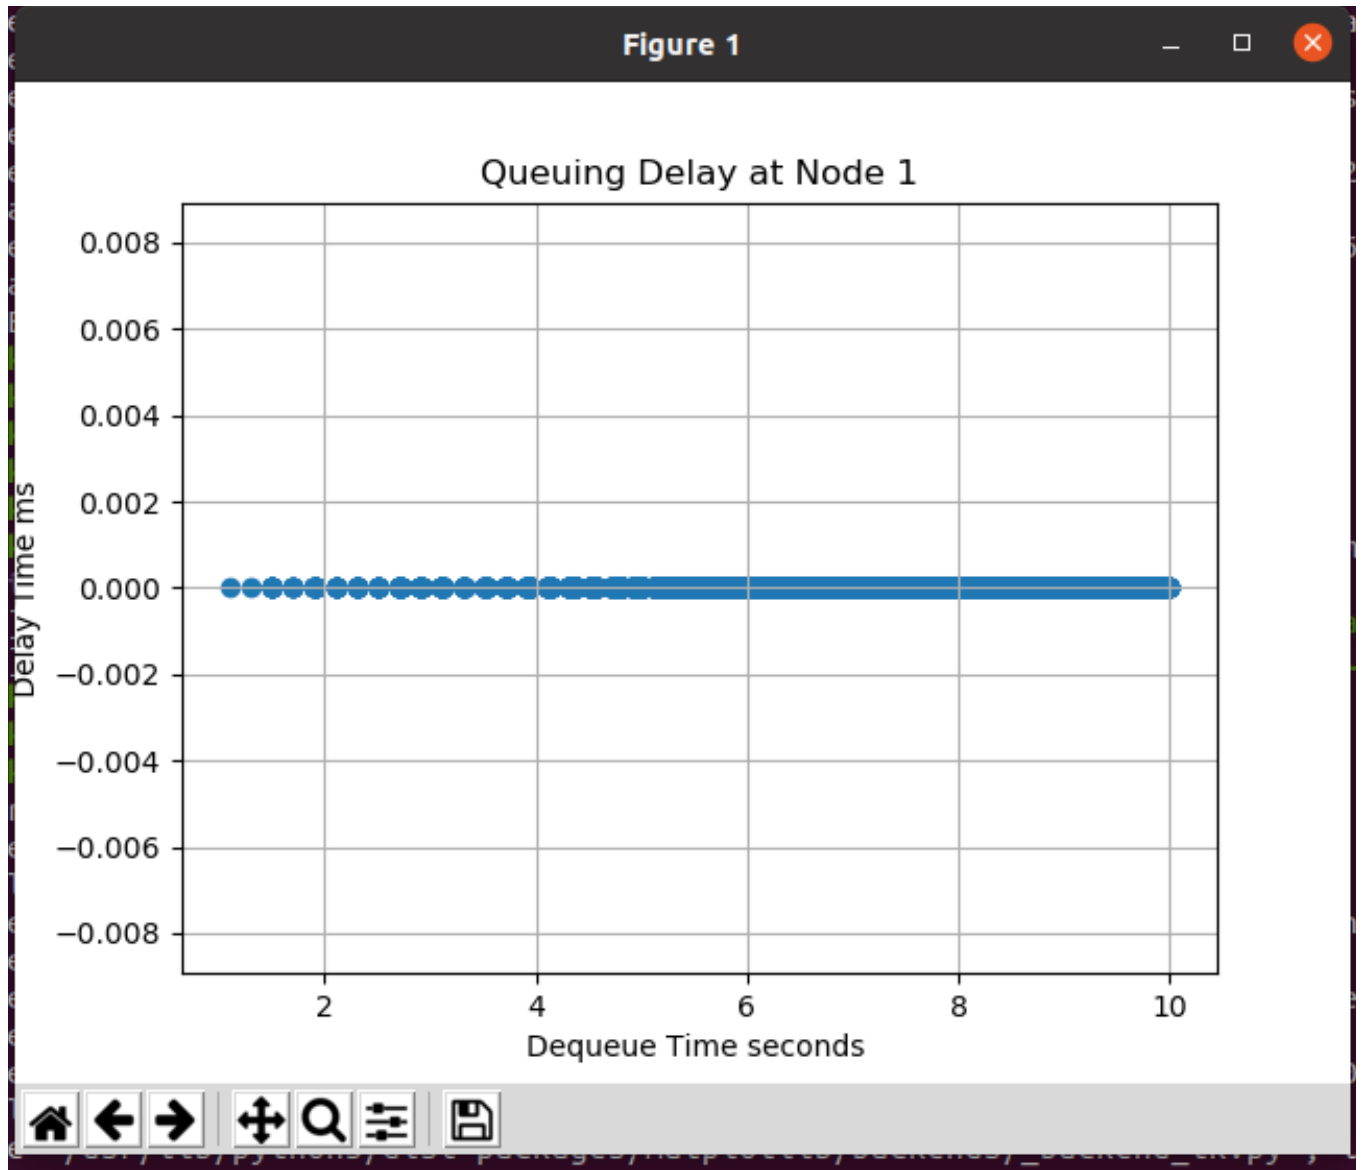 Figure 1
Queuing Delay at Node 1
0.008
0.006
0.004
0.002
0.000
−0.002
−0.004
−0.006
−0.008
Delay Time ms
2 4 6 8 10
Dequeue Time seconds